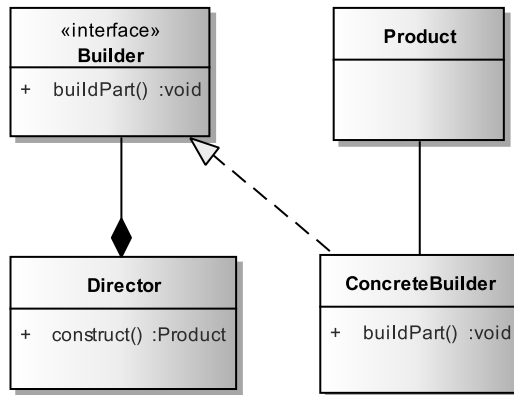 «interface»
Builder
+ buildPart() :void
Product
Director
+ construct() :Product
ConcreteBuilder
+ buildPart() :void